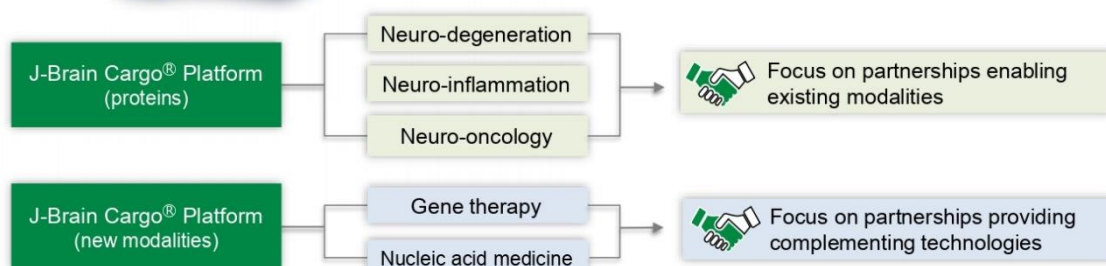 J-Brain Cargo® Platform
(proteins)
Neuro-degeneration
Neuro-inflammation
Neuro-oncology
Focus on partnerships enabling
existing modalities
J-Brain Cargo® Platform
(new modalities)
Gene therapy
Nucleic acid medicine
Focus on partnerships providing
complementing technologies